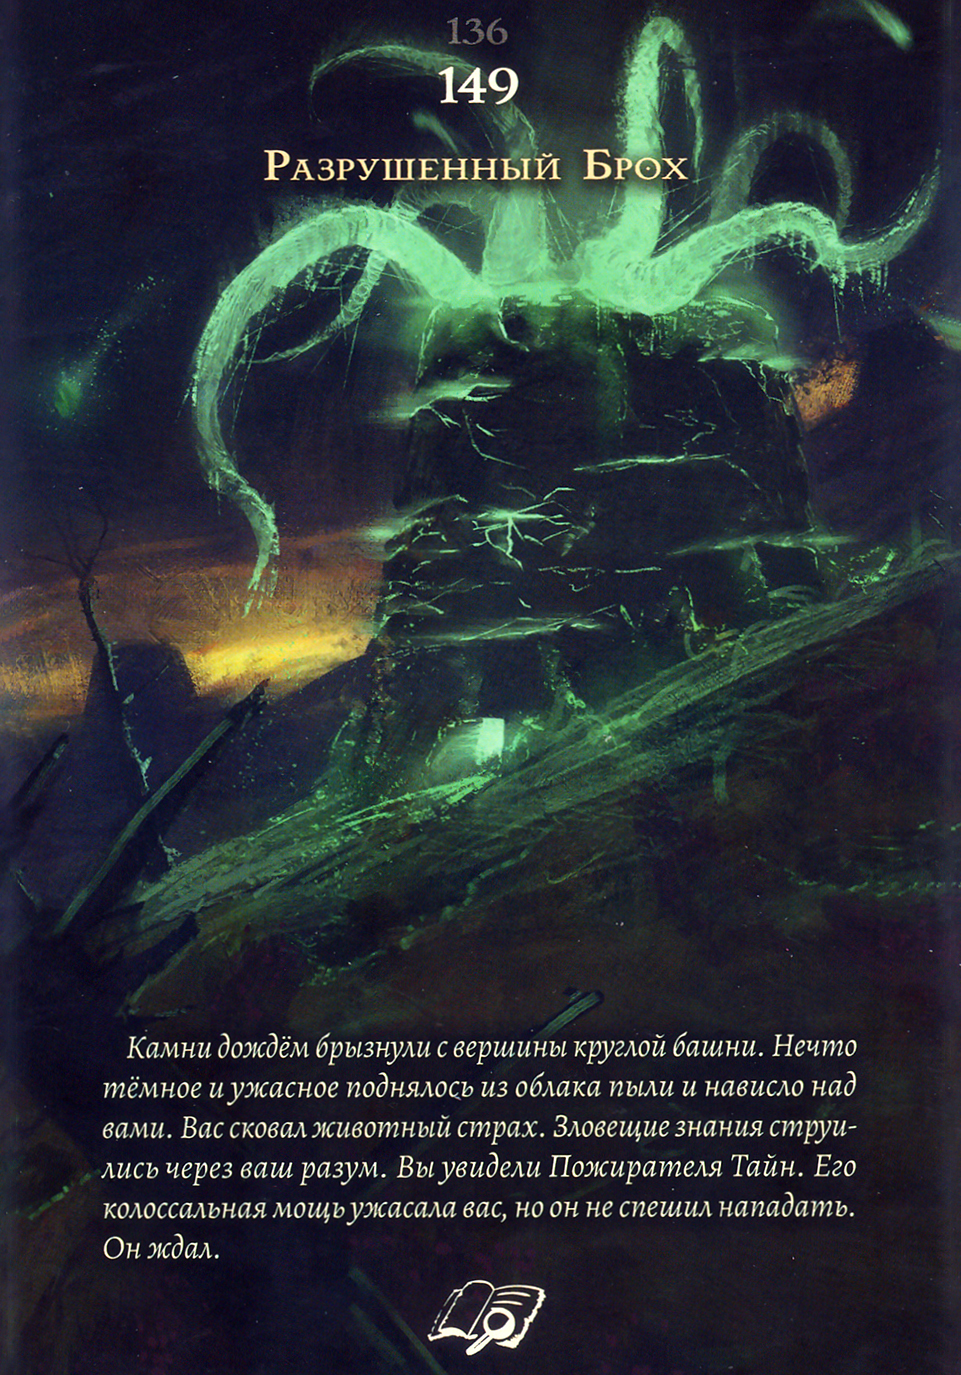 136
149
Разрушенный Брох
Камни дождём брызнули с вершины круглой башни. Нечто
тёмное и ужасное поднялось из облака пыли и нависло над
вами. Вас сковал животный страх. Зловещие знания струи-
лись через ваш разум. Вы увидели Пожирателя Тайн. Его
колоссальная мощь ужасала вас, но он не спешил нападать.
Он ждал.